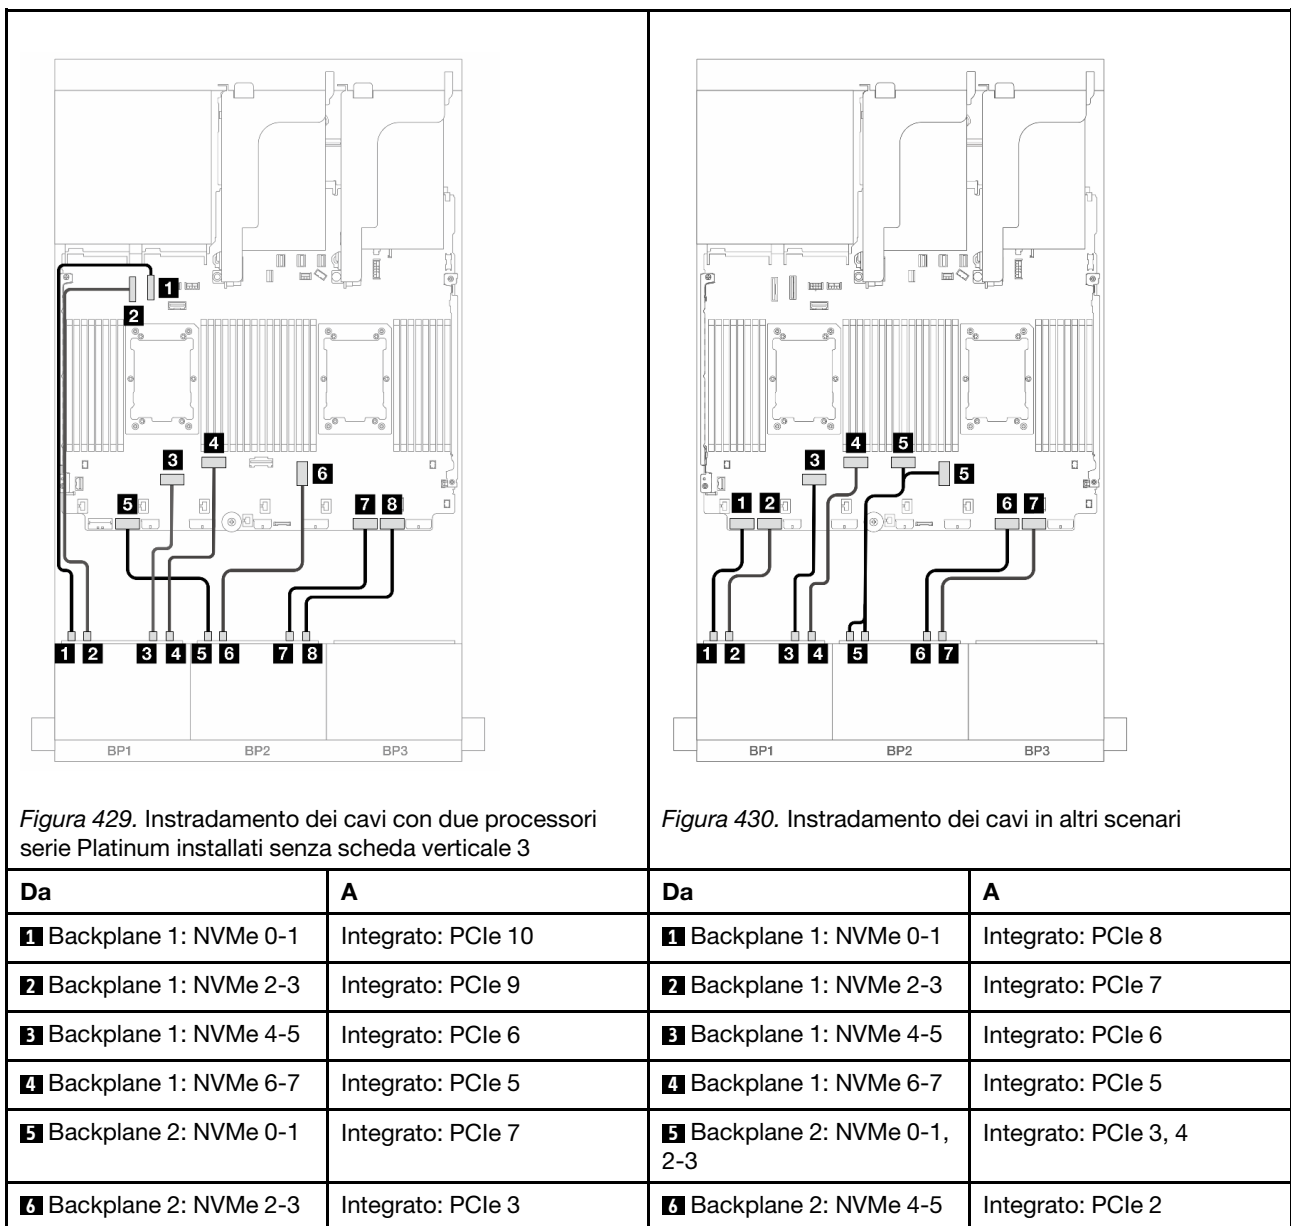 1
2
3
4
5
6
7
8
1 2 3 4 5 6 7 8
BP1 BP2 BP3
Figura 429. Instradamento dei cavi con due processori
serie Platinum installati senza scheda verticale 3
1
2
3
4
5
5
6
7
1 2 3 4 5 6 7
BP1 BP2 BP3
Figura 430. Instradamento dei cavi in altri scenari
Da A Da A
1 Backplane 1: NVMe 0-1 Integrato: PCIe 10 1 Backplane 1: NVMe 0-1 Integrato: PCIe 8
2 Backplane 1: NVMe 2-3 Integrato: PCIe 9 2 Backplane 1: NVMe 2-3 Integrato: PCIe 7
3 Backplane 1: NVMe 4-5 Integrato: PCIe 6 3 Backplane 1: NVMe 4-5 Integrato: PCIe 6
4 Backplane 1: NVMe 6-7 Integrato: PCIe 5 4 Backplane 1: NVMe 6-7 Integrato: PCIe 5
5 Backplane 2: NVMe 0-1 Integrato: PCIe 7 5 Backplane 2: NVMe 0-1, Integrato: PCIe 3, 4
2-3
6 Backplane 2: NVMe 2-3 Integrato: PCIe 3 6 Backplane 2: NVMe 4-5 Integrato: PCIe 2